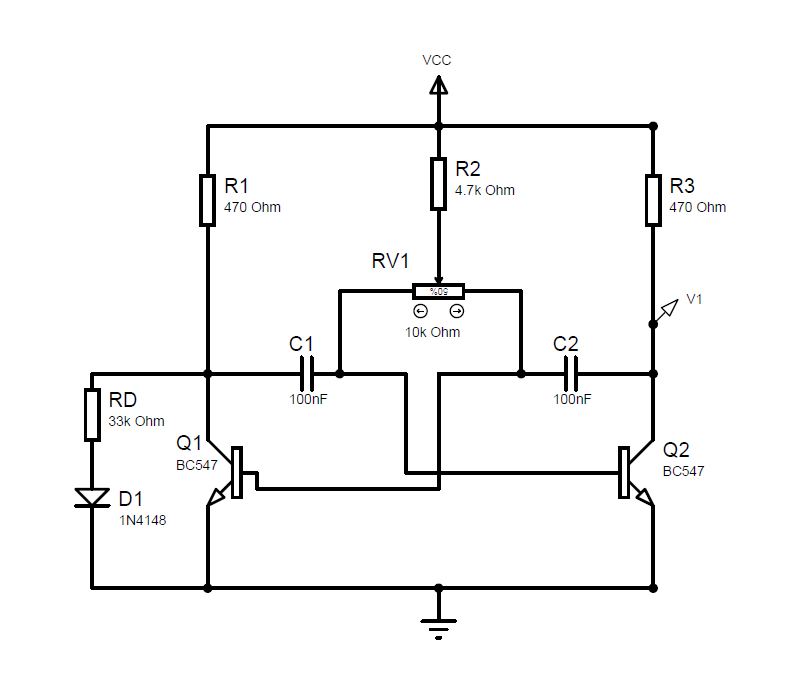 VCC
R1
470 Ohm
R2
4.7k Ohm
R3
470 Ohm
RV1
50%
10k Ohm
V1
C1
100nF
C2
100nF
RD
33k Ohm
Q1
BC547
Q2
BC547
D1
1N4148